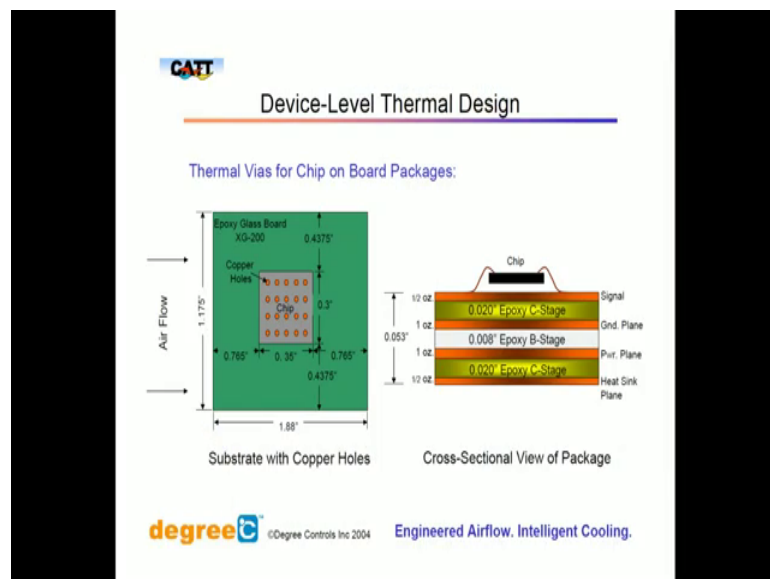 CATT
Device-Level Thermal Design
Thermal Vias for Chip on Board Packages:
Epoxy Glass Board
XG-200
0.4375"
Copper
Holes
Chip
0.3"
Air Flow
1.175"
0.765"
0.35"
0.765"
0.4375"
1.86"
Substrate with Copper Holes
Chip
1/2 oz.
Signal
0.020" Epoxy C-Stage
1 oz.
Gnd. Plane
0.053"
0.008" Epoxy B-Stage
1 oz.
Pwr. Plane
0.020" Epoxy C-Stage
1/2 oz.
Heat Sink
Plane
Cross-Sectional View of Package
degreeC™
©Degree Controls Inc 2004
Engineered Airflow. Intelligent Cooling.